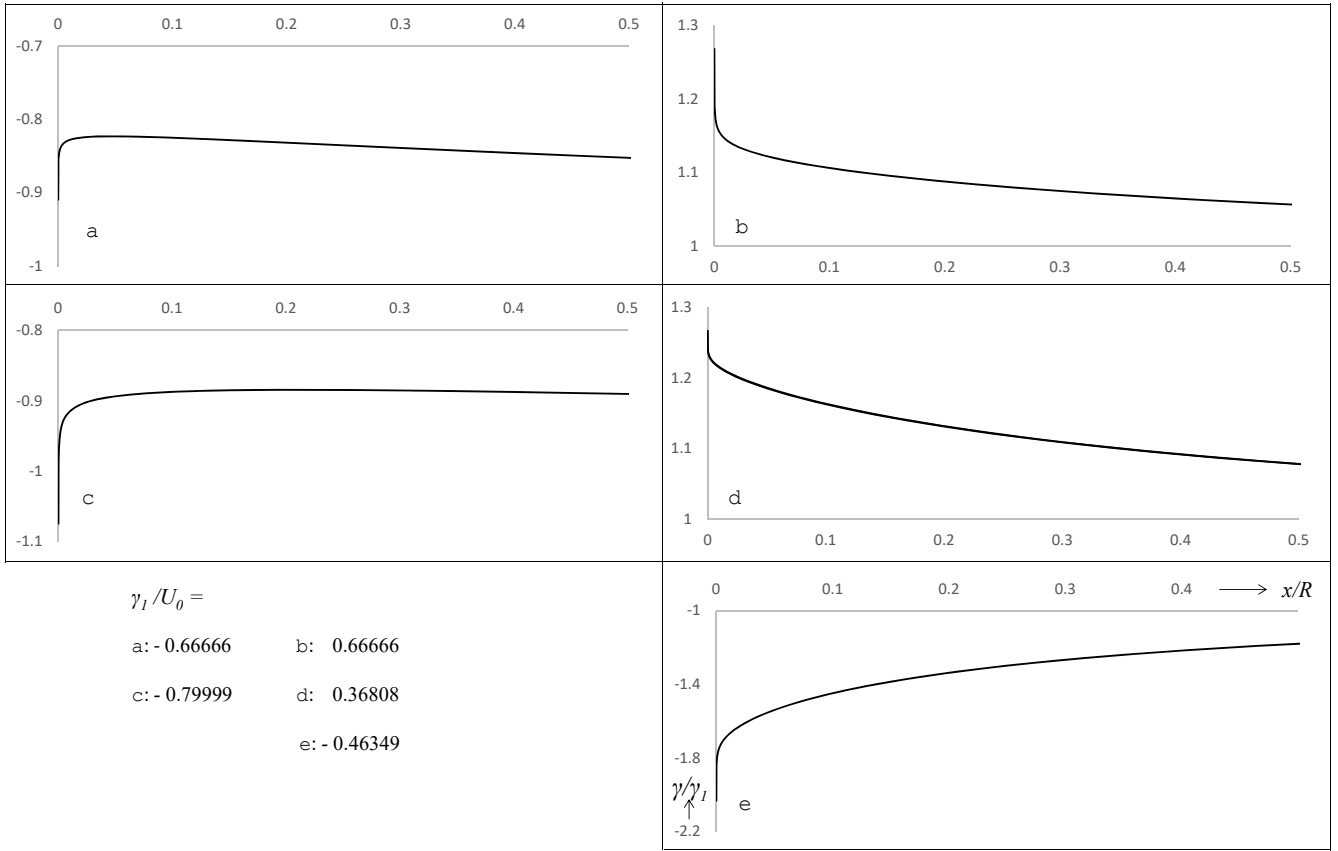 0 0.1 0.2 0.3 0.4 0.5
-0.7
-0.8
-0.9
a
-1
1.3
1.2
1.1
b
1
0 0.1 0.2 0.3 0.4 0.5
0 0.1 0.2 0.3 0.4 0.5
-0.8
-0.9
-1
c
-1.1
1.3
1.2
1.1
d
1
0 0.1 0.2 0.3 0.4 0.5
γ1 /U0 =
a: - 0.66666 b: 0.66666
c: - 0.79999 d: 0.36808
e: - 0.46349
0 0.1 0.2 0.3 0.4 → x/R
-1
-1.4
-1.8
γ/γ1
↑ e
-2.2